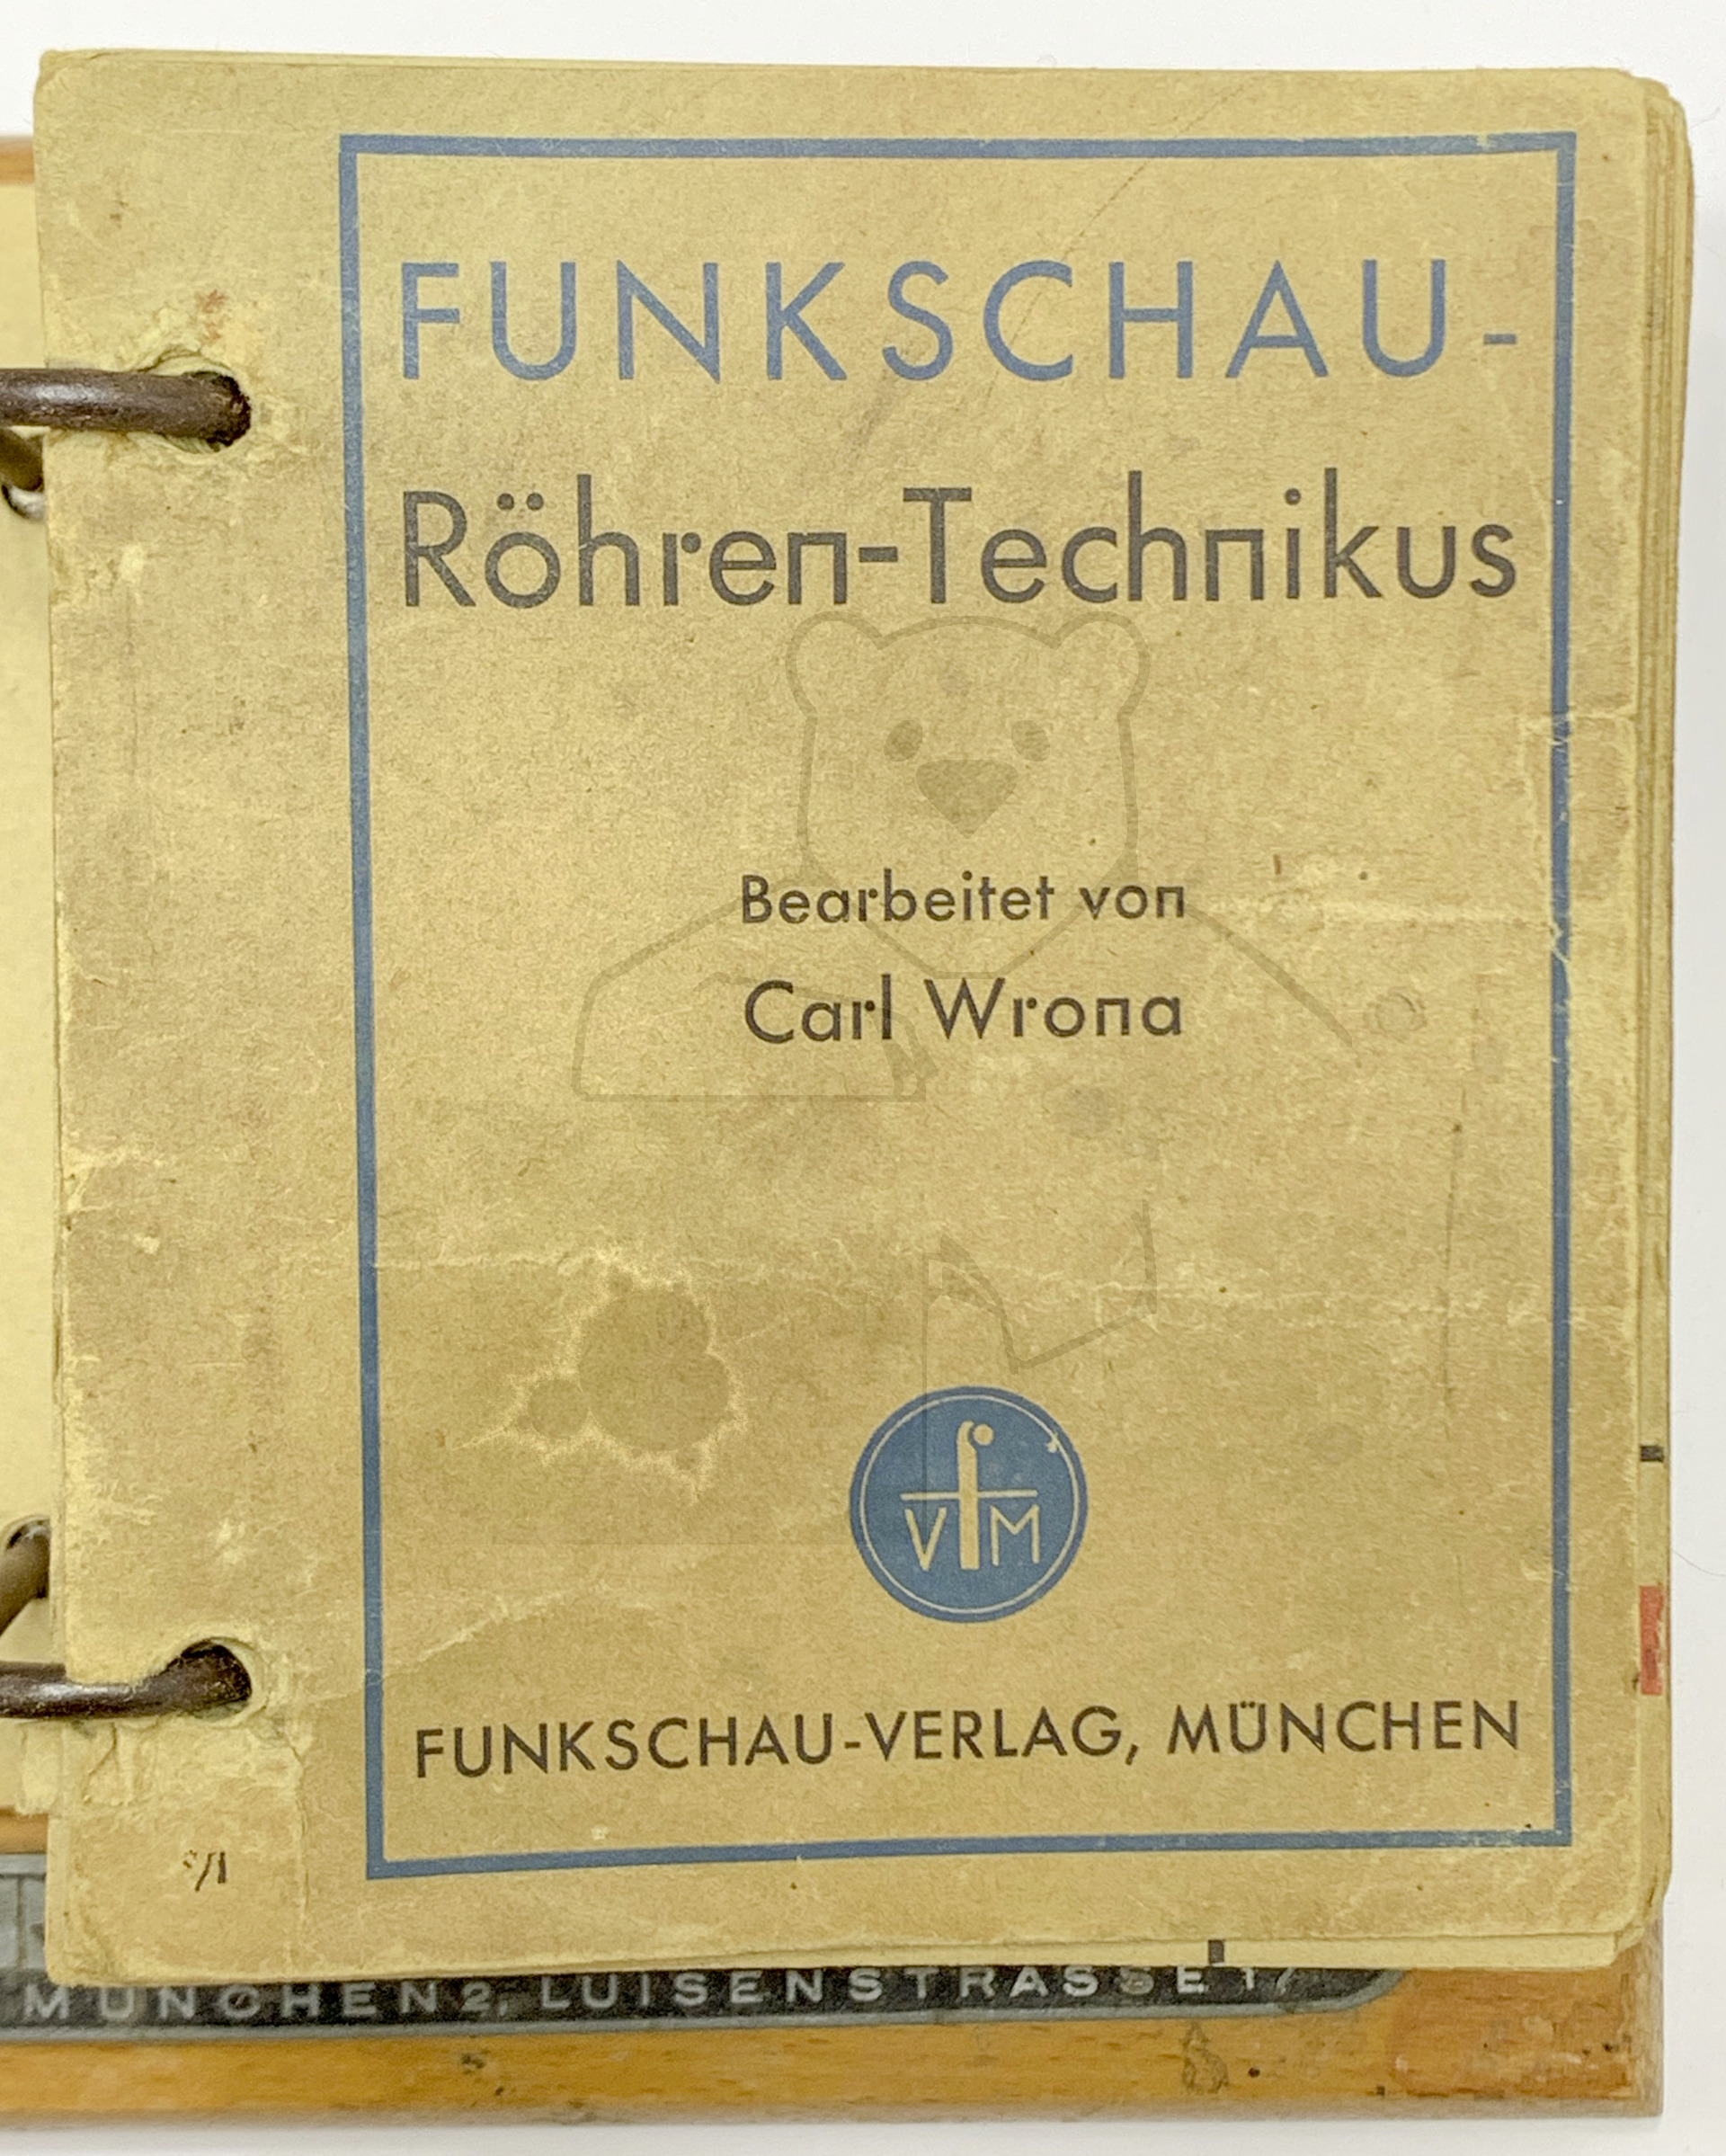 FUNKSCHAU-
Röhren-Technikus
Bearbeitet von
Carl Wrona
VfM
FUNKSCHAU-VERLAG, MÜNCHEN
MÜNCHEN 2, LUISENSTRASSE 17